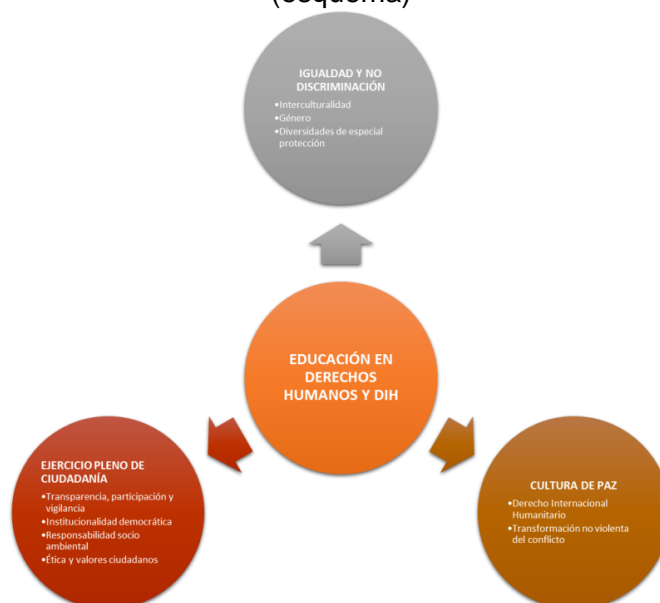 (esquema)
IGUALDAD Y NO
DISCRIMINACIÓN
•Interculturalidad
•Género
•Diversidades de especial
protección
EDUCACIÓN EN
DERECHOS
HUMANOS Y DIH
EJERCICIO PLENO DE
CIUDADANÍA
•Transparencia, participación y
vigilancia
•Institucionalidad democrática
•Responsabilidad socio
ambiental
•Ética y valores ciudadanos
CULTURA DE PAZ
•Derecho Internacional
Humanitario
•Transformación no violenta
del conflicto